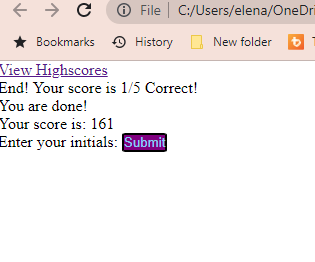 File C:/Users/elena/OneDri
Bookmarks History New folder T
View Highscores
End! Your score is 1/5 Correct!
You are done!
Your score is: 161
Enter your initials: Submit